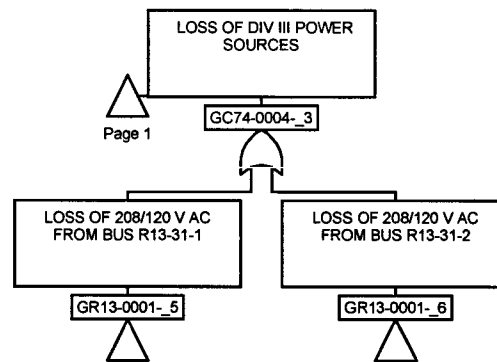 LOSS OF DIV III POWER
SOURCES
Page 1
GC74-0004-_3
LOSS OF 208/120 V AC
FROM BUS R13-31-1
LOSS OF 208/120 V AC
FROM BUS R13-31-2
GR13-0001-_5
GR13-0001-_6